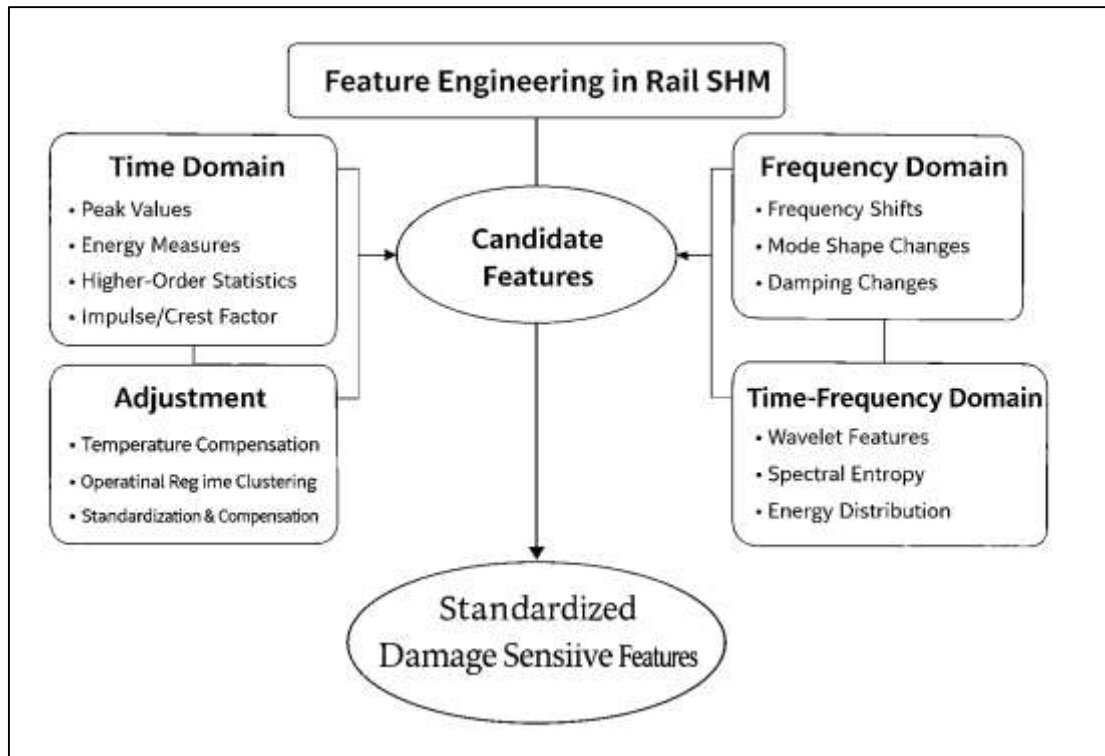 Feature Engineering in Rail SHM
Time Domain
• Peak Values
• Energy Measures
• Higher-Order Statistics
• Impulse/Crest Factor
Adjustment
• Temperature Compensation
• Operatinal Reg ime Clustering
• Standardization & Compensation
Candidate
Features
Frequency Domain
• Frequency Shifts
• Mode Shape Changes
• Damping Changes
Time-Frequency Domain
• Wavelet Features
• Spectral Entropy
• Energy Distribution
Standardized
Damage Sensiive Features